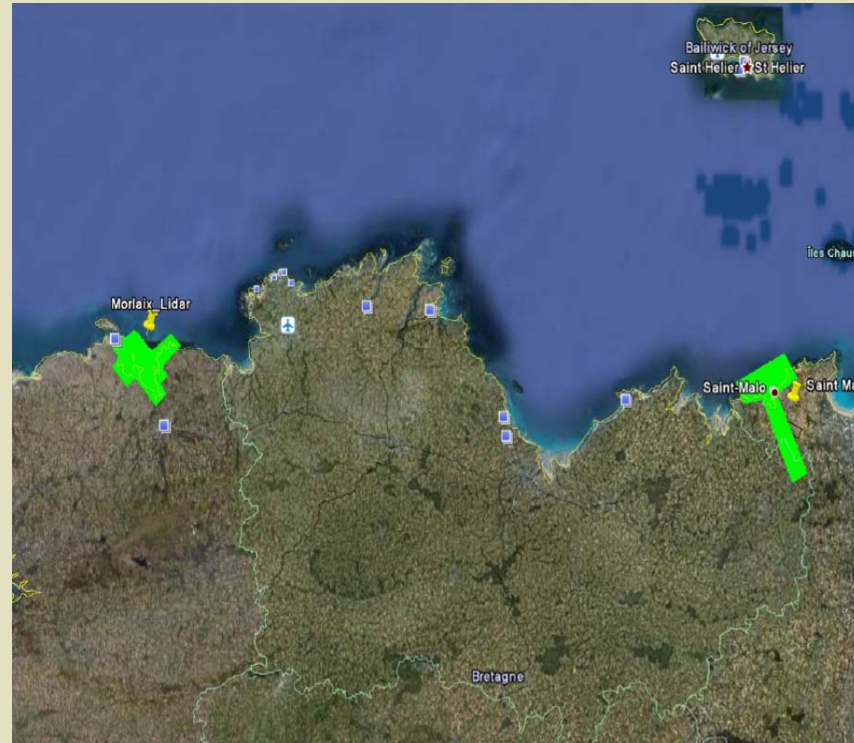 Bailiwick of Jersey
Saint Helier St Helier
Îles Chaus
Morlaix_Lidar
Saint-Malo
Saint Ma
Bretagne